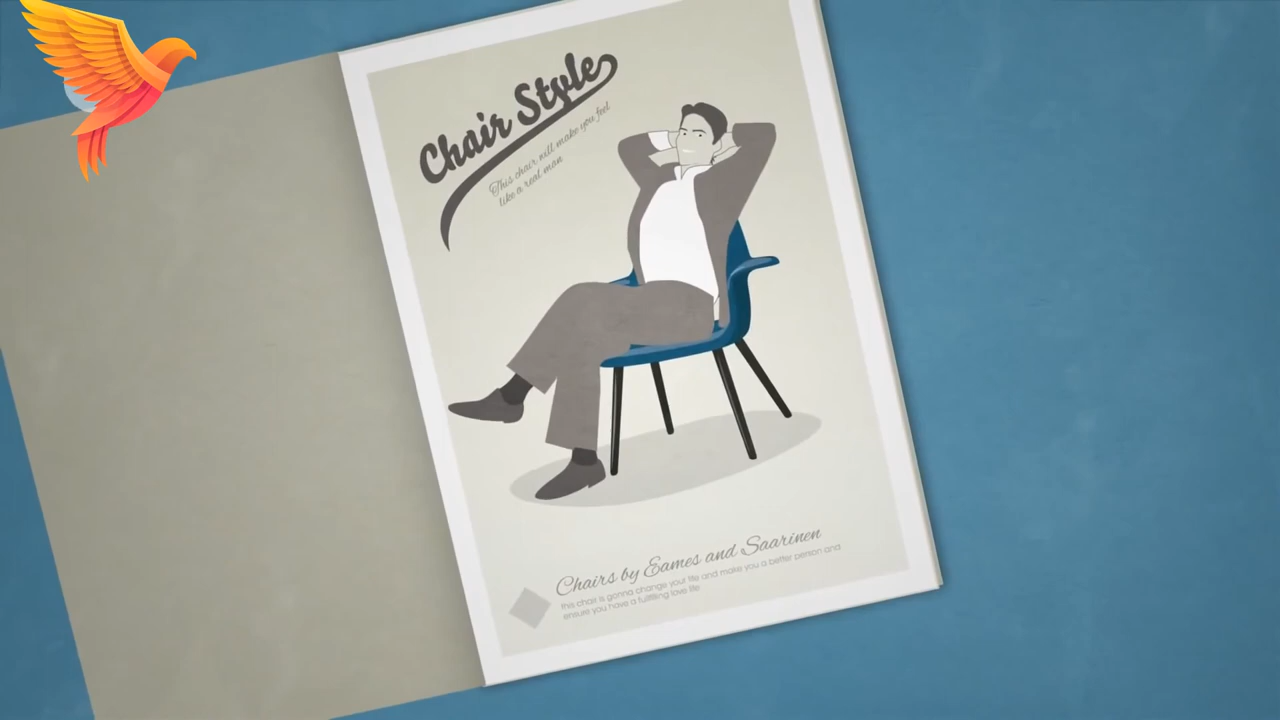 Chair Style
This chair will make you feel
like a real man
Chairs by Eames and Saarinen
this chair is gonna change your life and make you a better person and
ensure you have a fullfilling love life